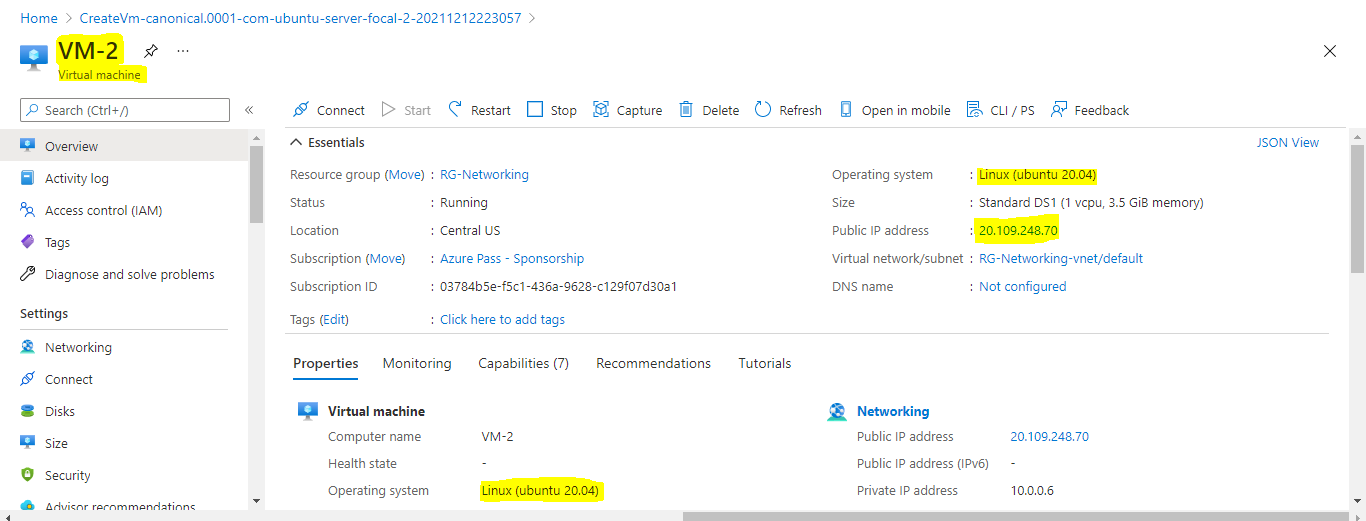 Home > CreateVm-canonical.0001-com-ubuntu-server-focal-2-20211212223057 >
VM-2
Virtual machine
Search (Ctrl+/)
«
Connect Start Restart Stop Capture Delete Refresh Open in mobile CLI / PS Feedback
Overview
Activity log
Access control (IAM)
Tags
Diagnose and solve problems
Settings
Networking
Connect
Disks
Size
Security
Advisor recommendations
Essentials JSON View
Resource group (Move) : RG-Networking
Status : Running
Location : Central US
Subscription (Move) : Azure Pass - Sponsorship
Subscription ID : 03784b5e-f5c1-436a-9628-c129f07d30a1
Tags (Edit) : Click here to add tags
Operating system : Linux (ubuntu 20.04)
Size : Standard DS1 (1 vcpu, 3.5 GiB memory)
Public IP address : 20.109.248.70
Virtual network/subnet : RG-Networking-vnet/default
DNS name : Not configured
Properties Monitoring Capabilities (7) Recommendations Tutorials
Virtual machine
Computer name VM-2
Health state -
Operating system Linux (ubuntu 20.04)
Networking
Public IP address 20.109.248.70
Public IP address (IPv6) -
Private IP address 10.0.0.6